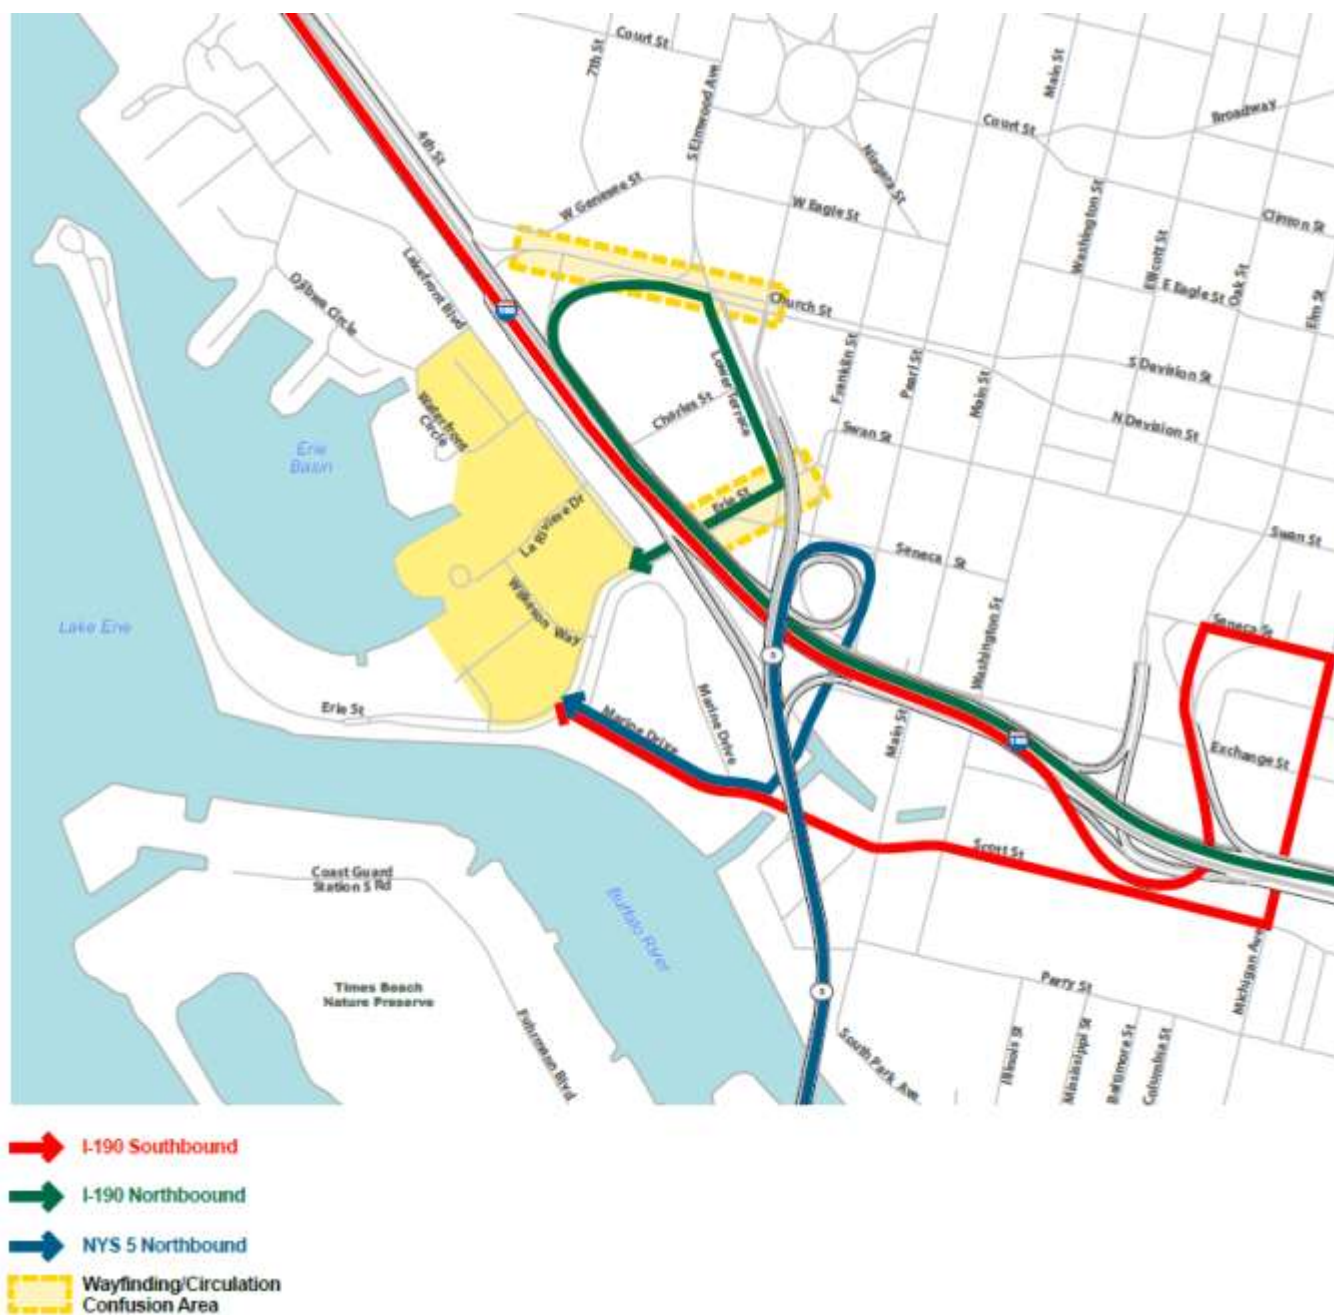 Court St
7th St
S Elmwood Ave
Main St
Court St
Broadway
4th St
Niagara St
W Genesee St
W Eagle St
Washington St
Clinton St
Ellicott St
Oak St
E Eagle St
Elm St
Lakefront Blvd
Ojibwa Circle
Church St
S Devision St
Lower Terrace
Franklin St
Pearl St
Main St
Charles St
Waterfront
Circle
Swan St
N Devision St
Erie
Basin
Erie St
La Riviere Dr
Swan St
Seneca St
Wilkeson Way
Lake Erie
Washington St
Seneca St
5
Erie St
Marine Drive
Marine Drive
Main St
190
Exchange St
Scott St
Coast Guard
Station S Rd
Buffalo River
Michigan Ave
Times Beach
Nature Preserve
Perry St
5
Fuhrmann Blvd
South Park Ave
Illinois St
Mississippi St
Baltimore St
Columbia St
I-190 Southbound
I-190 Northboound
NYS 5 Northbound
Wayfinding/Circulation
Confusion Area